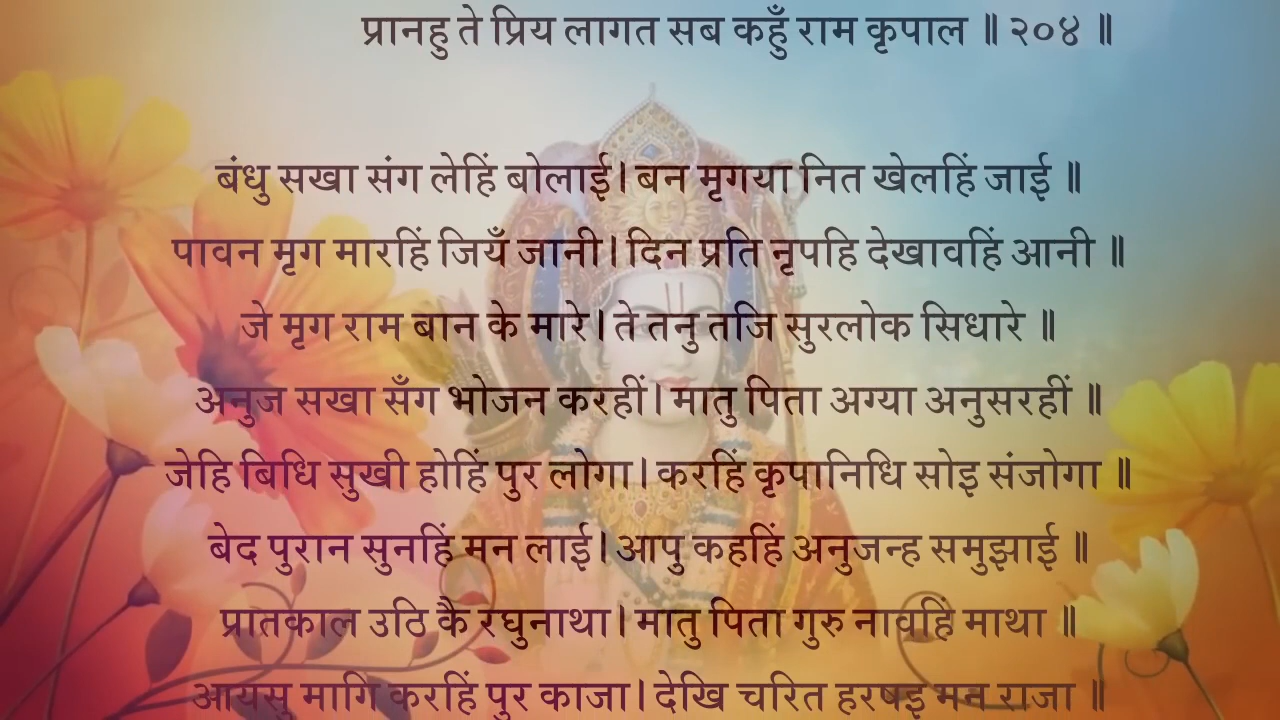 प्रानहु ते प्रिय लागत सब कहुँ राम कृपाल ॥ २०४ ॥
बंधु सखा संग लेहिं बोलाई। बन मृगया नित खेलहिं जाई ॥
पावन मृग मारहिं जियँ जानी। दिन प्रति नृपहि देखावहिं आनी ॥
जे मृग राम बान के मारे। ते तनु तजि सुरलोक सिधारे ॥
अनुज सखा सँग भोजन करहीं। मातु पिता अग्या अनुसरहीं ॥
जेहि बिधि सुखी होहिं पुर लोगा। करहिं कृपानिधि सोइ संजोगा ॥
बेद पुरान सुनहिं मन लाई। आपु कहहिं अनुजन्ह समुझाई ॥
प्रातकाल उठि कै रघुनाथा। मातु पिता गुरु नावहिं माथा ॥
आयसु मागि करहिं पुर काजा। देखि चरित हरषइ मन राजा ॥